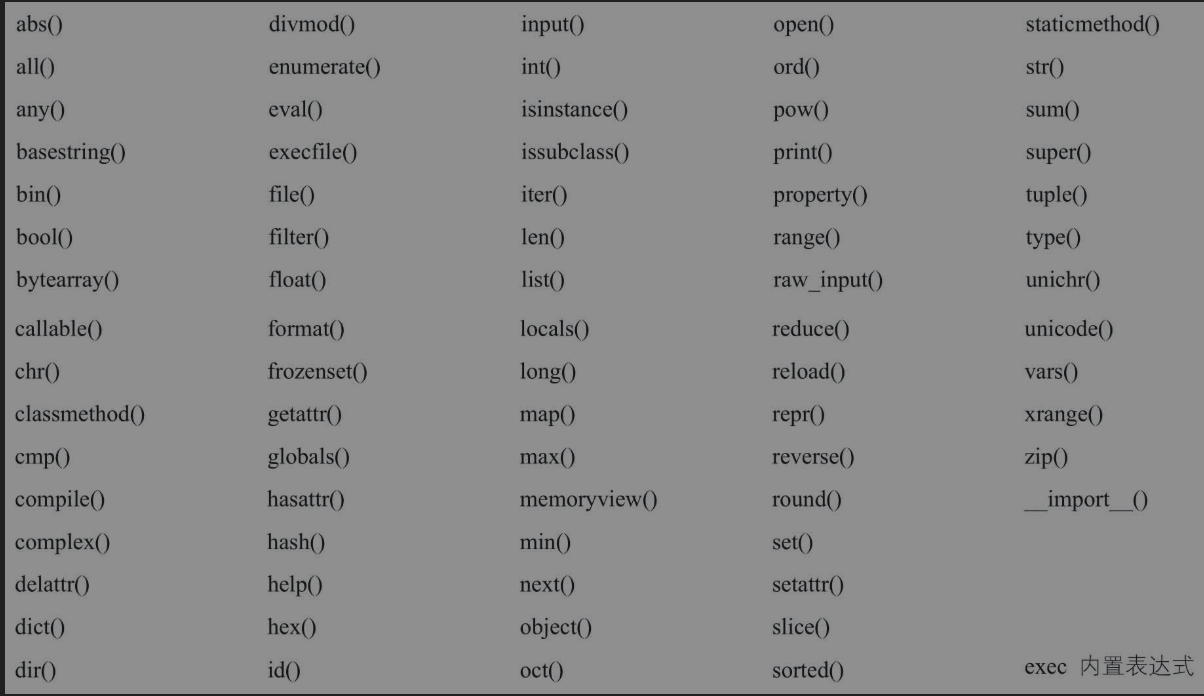 abs() divmod() input() open() staticmethod()
all() enumerate() int() ord() str()
any() eval() isinstance() pow() sum()
basestring() execfile() issubclass() print() super()
bin() file() iter() property() tuple()
bool() filter() len() range() type()
bytearray() float() list() raw_input() unichr()
callable() format() locals() reduce() unicode()
chr() frozenset() long() reload() vars()
classmethod() getattr() map() repr() xrange()
cmp() globals() max() reverse() zip()
compile() hasattr() memoryview() round() __import__()
complex() hash() min() set()
delattr() help() next() setattr()
dict() hex() object() slice()
dir() id() oct() sorted() exec 内置表达式